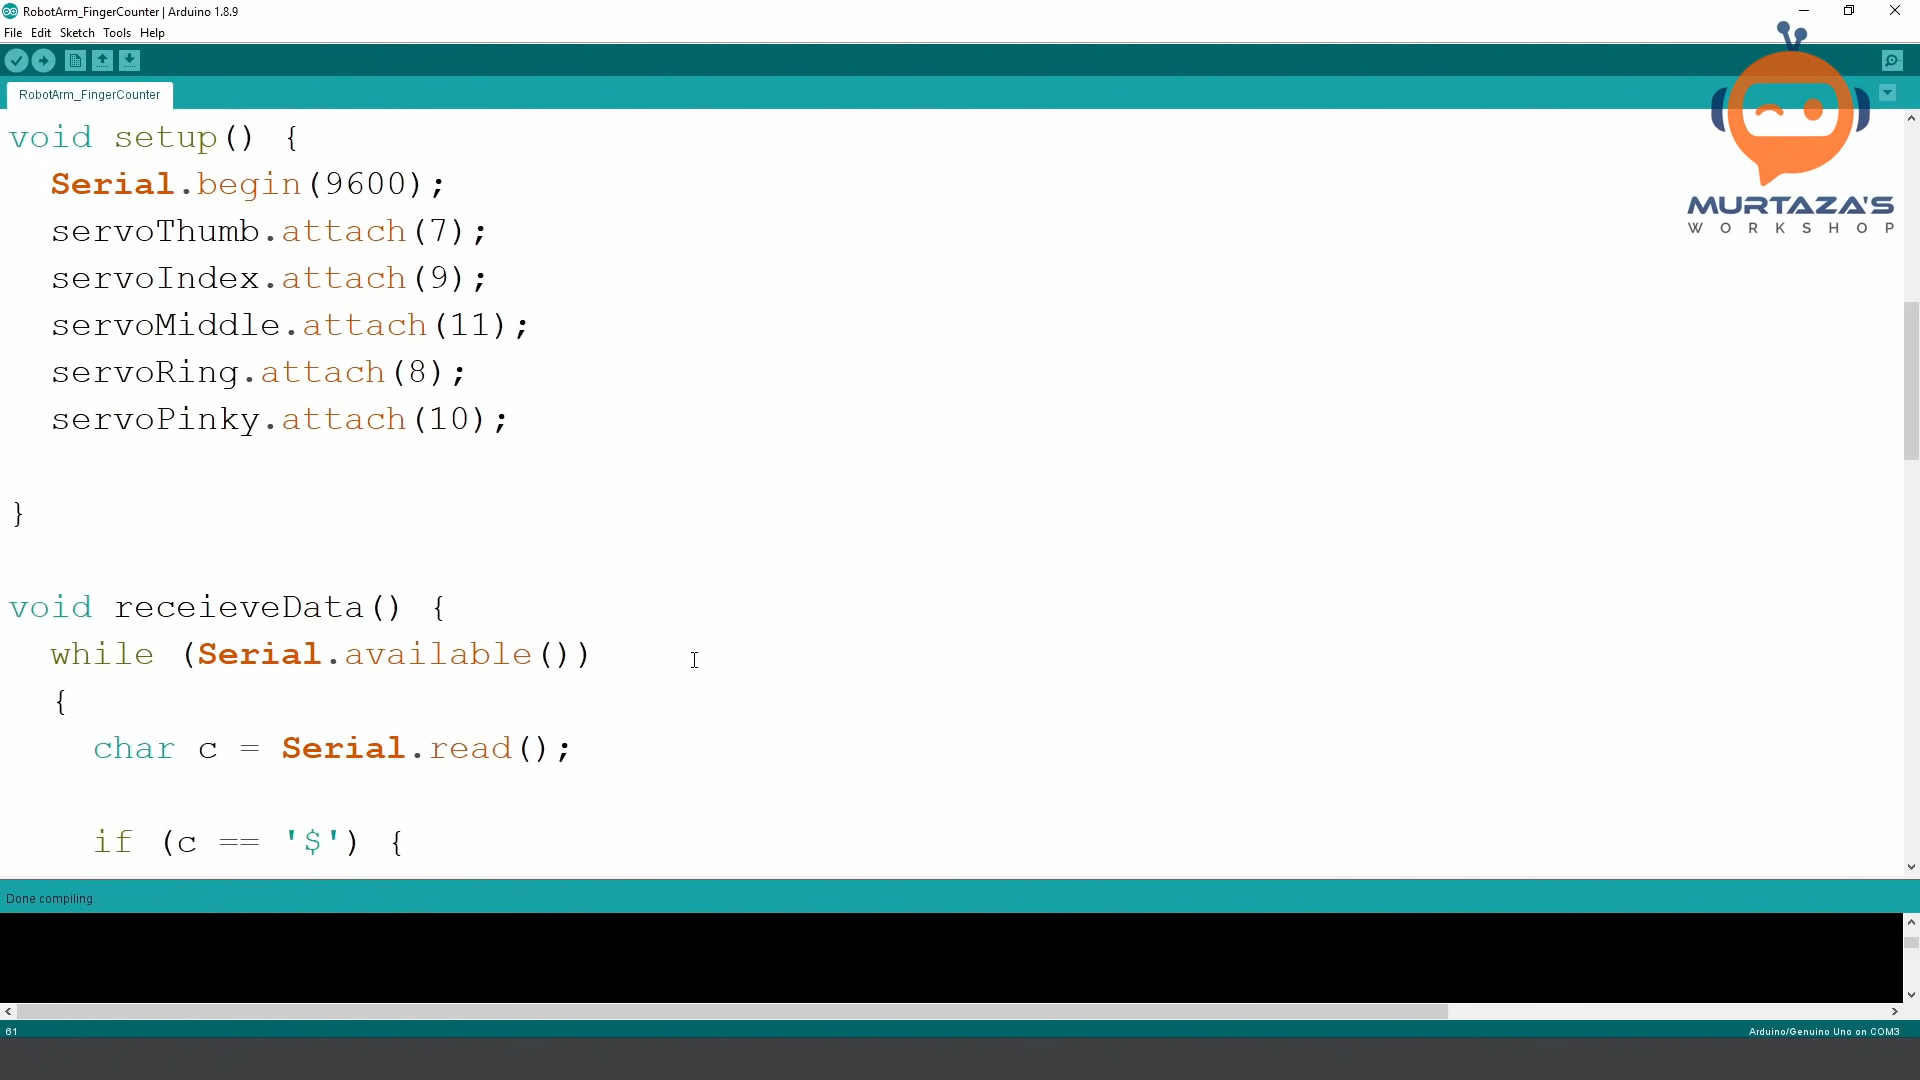 RobotArm_FingerCounter | Arduino 1.8.9
File Edit Sketch Tools Help
RobotArm_FingerCounter
MURTAZA'S
WORKSHOP
void setup() {
Serial.begin(9600);
servoThumb.attach(7);
servoIndex.attach(9);
servoMiddle.attach(11);
servoRing.attach(8);
servoPinky.attach(10);
}
void receieveData() {
while (Serial.available())
{
char c = Serial.read();
if (c == '$') {
Done compiling.
61
Arduino/Genuino Uno on COM3